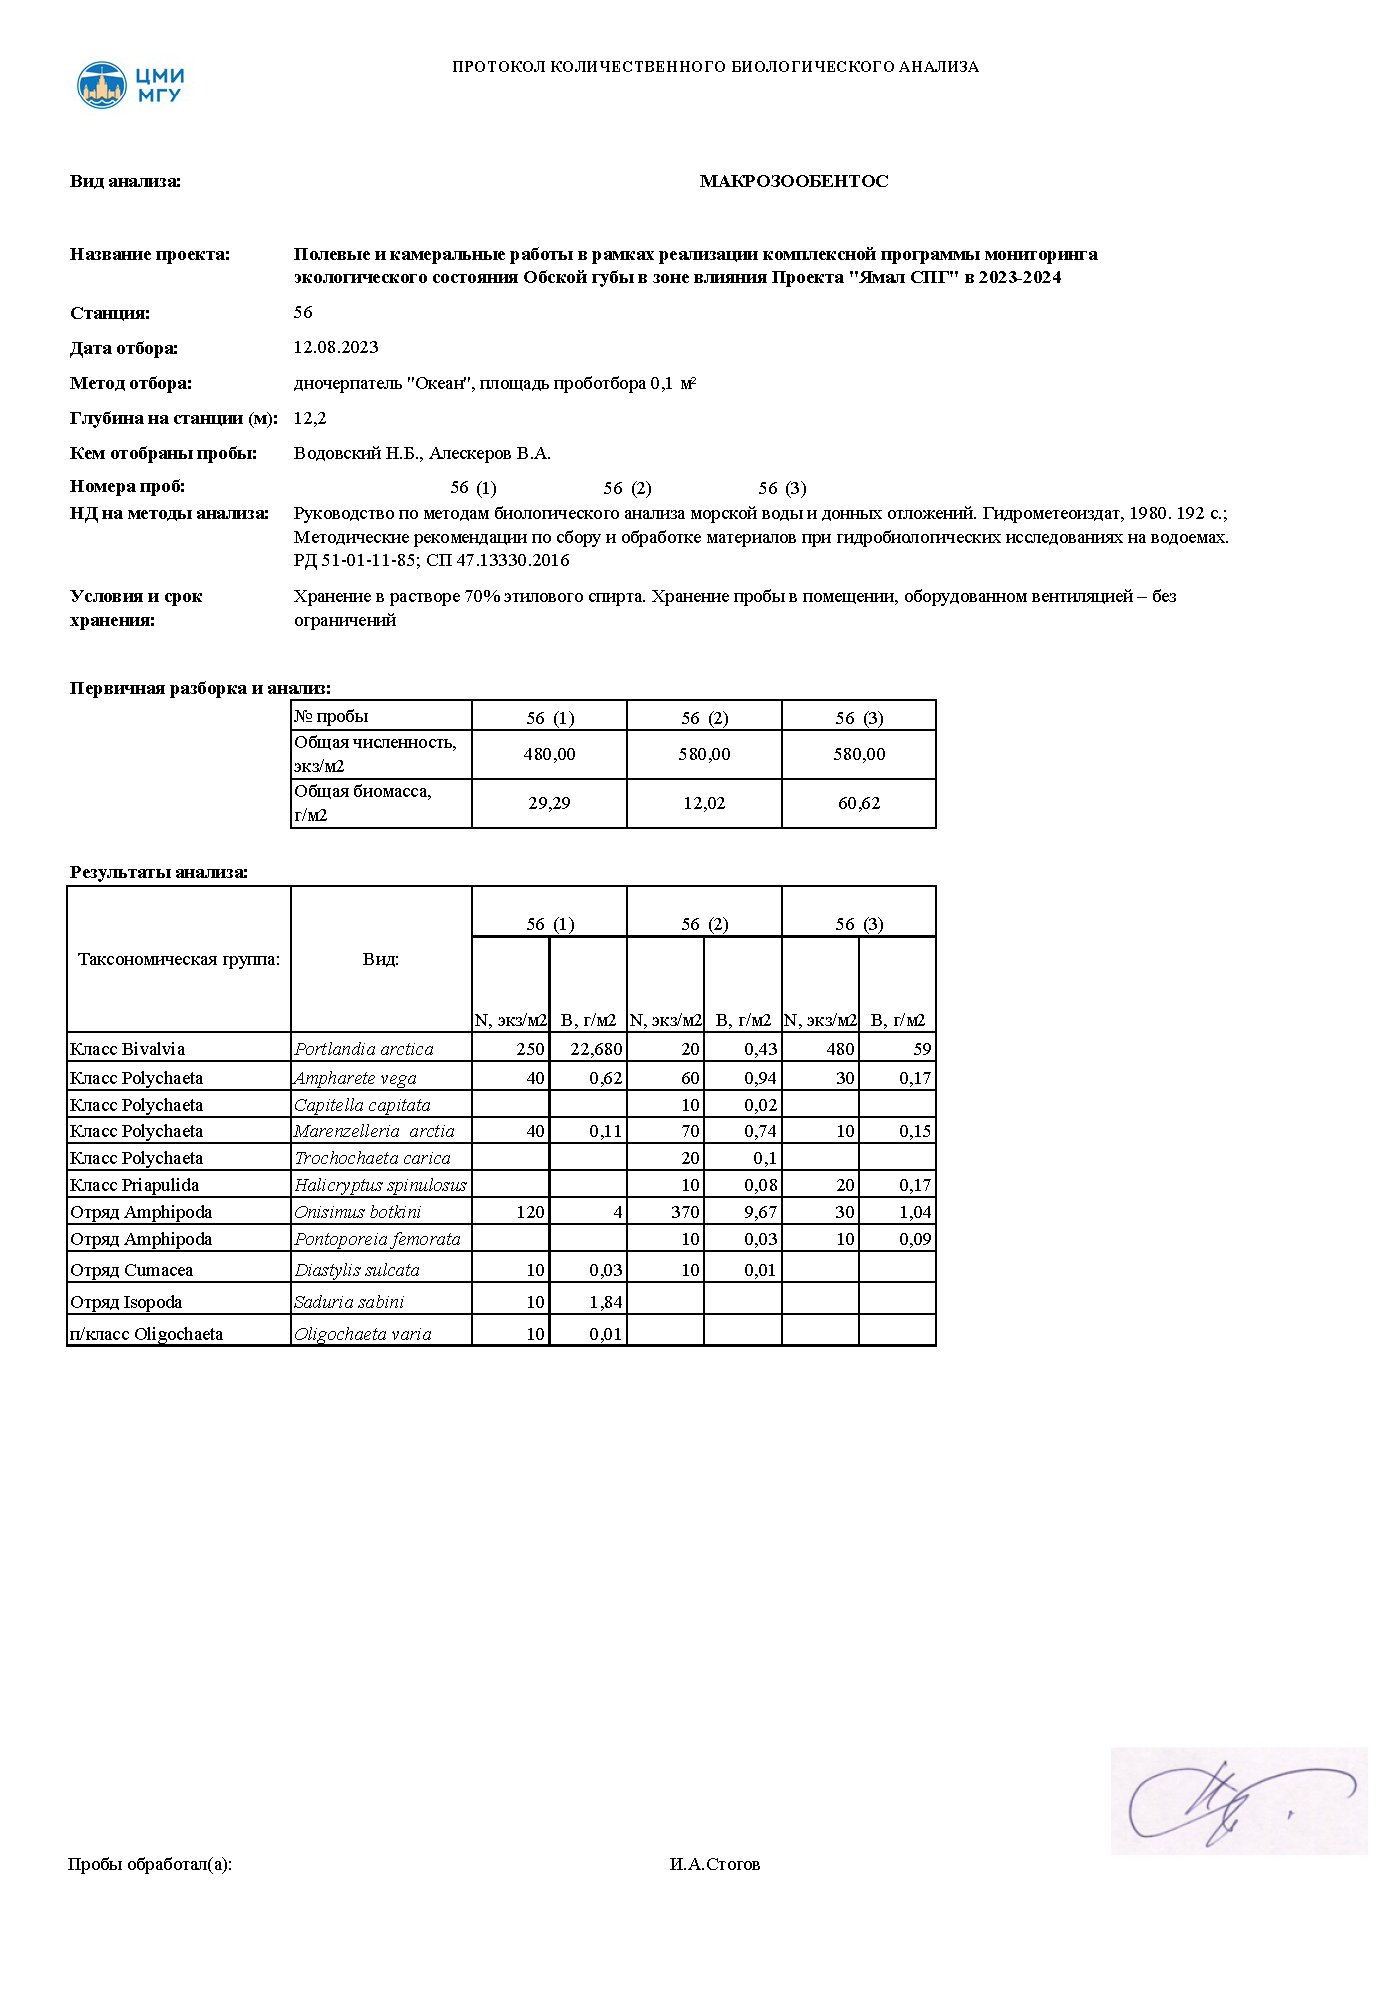 ЦМИ
МГУ
ПРОТОКОЛ КОЛИЧЕСТВЕННОГО БИОЛОГИЧЕСКОГО АНАЛИЗА
Вид анализа: МАКРОЗООБЕНТОС
Название проекта: Полевые и камеральные работы в рамках реализации комплексной программы мониторинга
экологического состояния Обской губы в зоне влияния Проекта "Ямал СПГ" в 2023-2024
Станция: 56
Дата отбора: 12.08.2023
Метод отбора: дночерпатель "Океан", площадь проботбора 0,1 м²
Глубина на станции (м): 12,2
Кем отобраны пробы: Водовский Н.Б., Алескеров В.А.
Номера проб: 56 (1) 56 (2) 56 (3)
НД на методы анализа: Руководство по методам биологического анализа морской воды и донных отложений. Гидрометеоиздат, 1980. 192 с.;
Методические рекомендации по сбору и обработке материалов при гидробиологических исследованиях на водоемах.
РД 51-01-11-85; СП 47.13330.2016
Условия и срок Хранение в растворе 70% этилового спирта. Хранение пробы в помещении, оборудованном вентиляцией – без
хранения: ограничений
Первичная разборка и анализ:
№ пробы 56 (1) 56 (2) 56 (3)
Общая численность,
экз/м2 480,00 580,00 580,00
Общая биомасса,
г/м2 29,29 12,02 60,62
Результаты анализа:
Таксономическая группа: Вид: 56 (1) 56 (2) 56 (3)
N, экз/м2 B, г/м2 N, экз/м2 B, г/м2 N, экз/м2 B, г/м2
Класс Bivalvia Portlandia arctica 250 22,680 20 0,43 480 59
Класс Polychaeta Ampharete vega 40 0,62 60 0,94 30 0,17
Класс Polychaeta Capitella capitata 10 0,02
Класс Polychaeta Marenzelleria arctia 40 0,11 70 0,74 10 0,15
Класс Polychaeta Trochochaeta carica 20 0,1
Класс Priapulida Halicryptus spinulosus 10 0,08 20 0,17
Отряд Amphipoda Onisimus botkini 120 4 370 9,67 30 1,04
Отряд Amphipoda Pontoporeia femorata 10 0,03 10 0,09
Отряд Cumacea Diastylis sulcata 10 0,03 10 0,01
Отряд Isopoda Saduria sabini 10 1,84
п/класс Oligochaeta Oligochaeta varia 10 0,01
Пробы обработал(а): И.А.Стогов